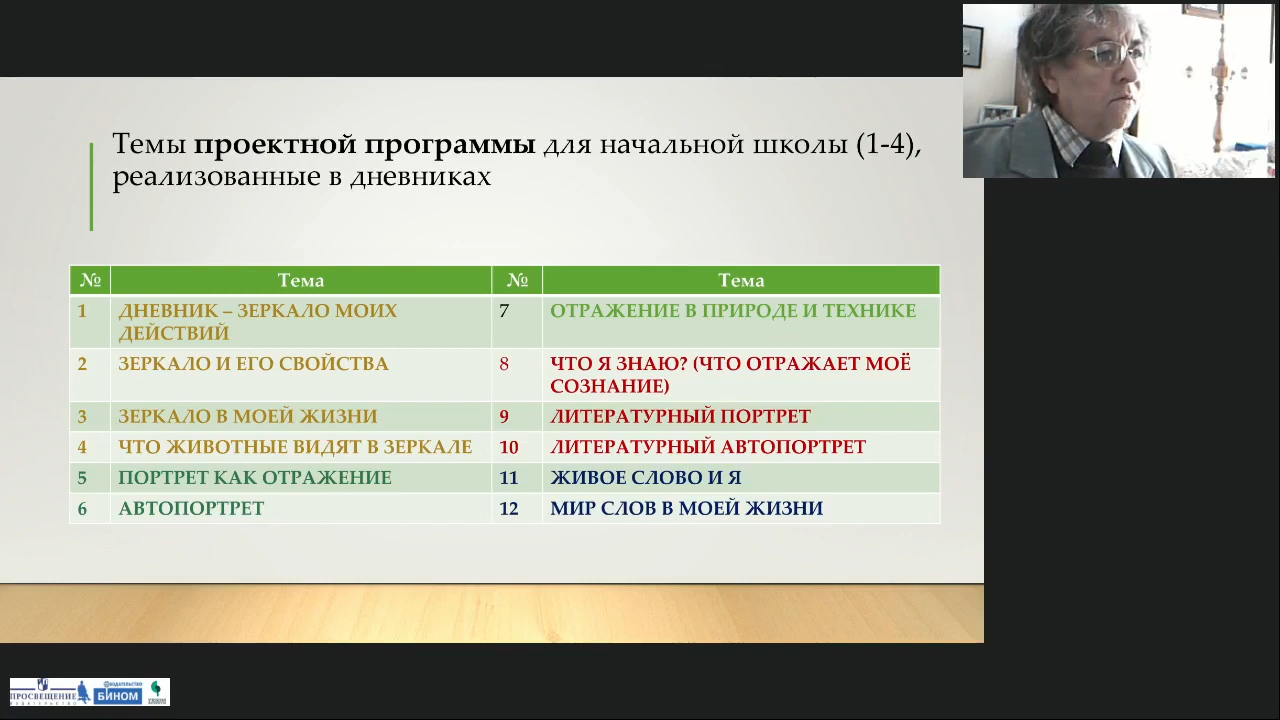 Темы проектной программы для начальной школы (1-4),
реализованные в дневниках
№ Тема № Тема
1 ДНЕВНИК – ЗЕРКАЛО МОИХ ДЕЙСТВИЙ 7 ОТРАЖЕНИЕ В ПРИРОДЕ И ТЕХНИКЕ
2 ЗЕРКАЛО И ЕГО СВОЙСТВА 8 ЧТО Я ЗНАЮ? (ЧТО ОТРАЖАЕТ МОЁ СОЗНАНИЕ)
3 ЗЕРКАЛО В МОЕЙ ЖИЗНИ 9 ЛИТЕРАТУРНЫЙ ПОРТРЕТ
4 ЧТО ЖИВОТНЫЕ ВИДЯТ В ЗЕРКАЛЕ 10 ЛИТЕРАТУРНЫЙ АВТОПОРТРЕТ
5 ПОРТРЕТ КАК ОТРАЖЕНИЕ 11 ЖИВОЕ СЛОВО И Я
6 АВТОПОРТРЕТ 12 МИР СЛОВ В МОЕЙ ЖИЗНИ
ПРОСВЕЩЕНИЕ
ИЗДАТЕЛЬСТВО
ИЗДАТЕЛЬСТВО
БИНОМ